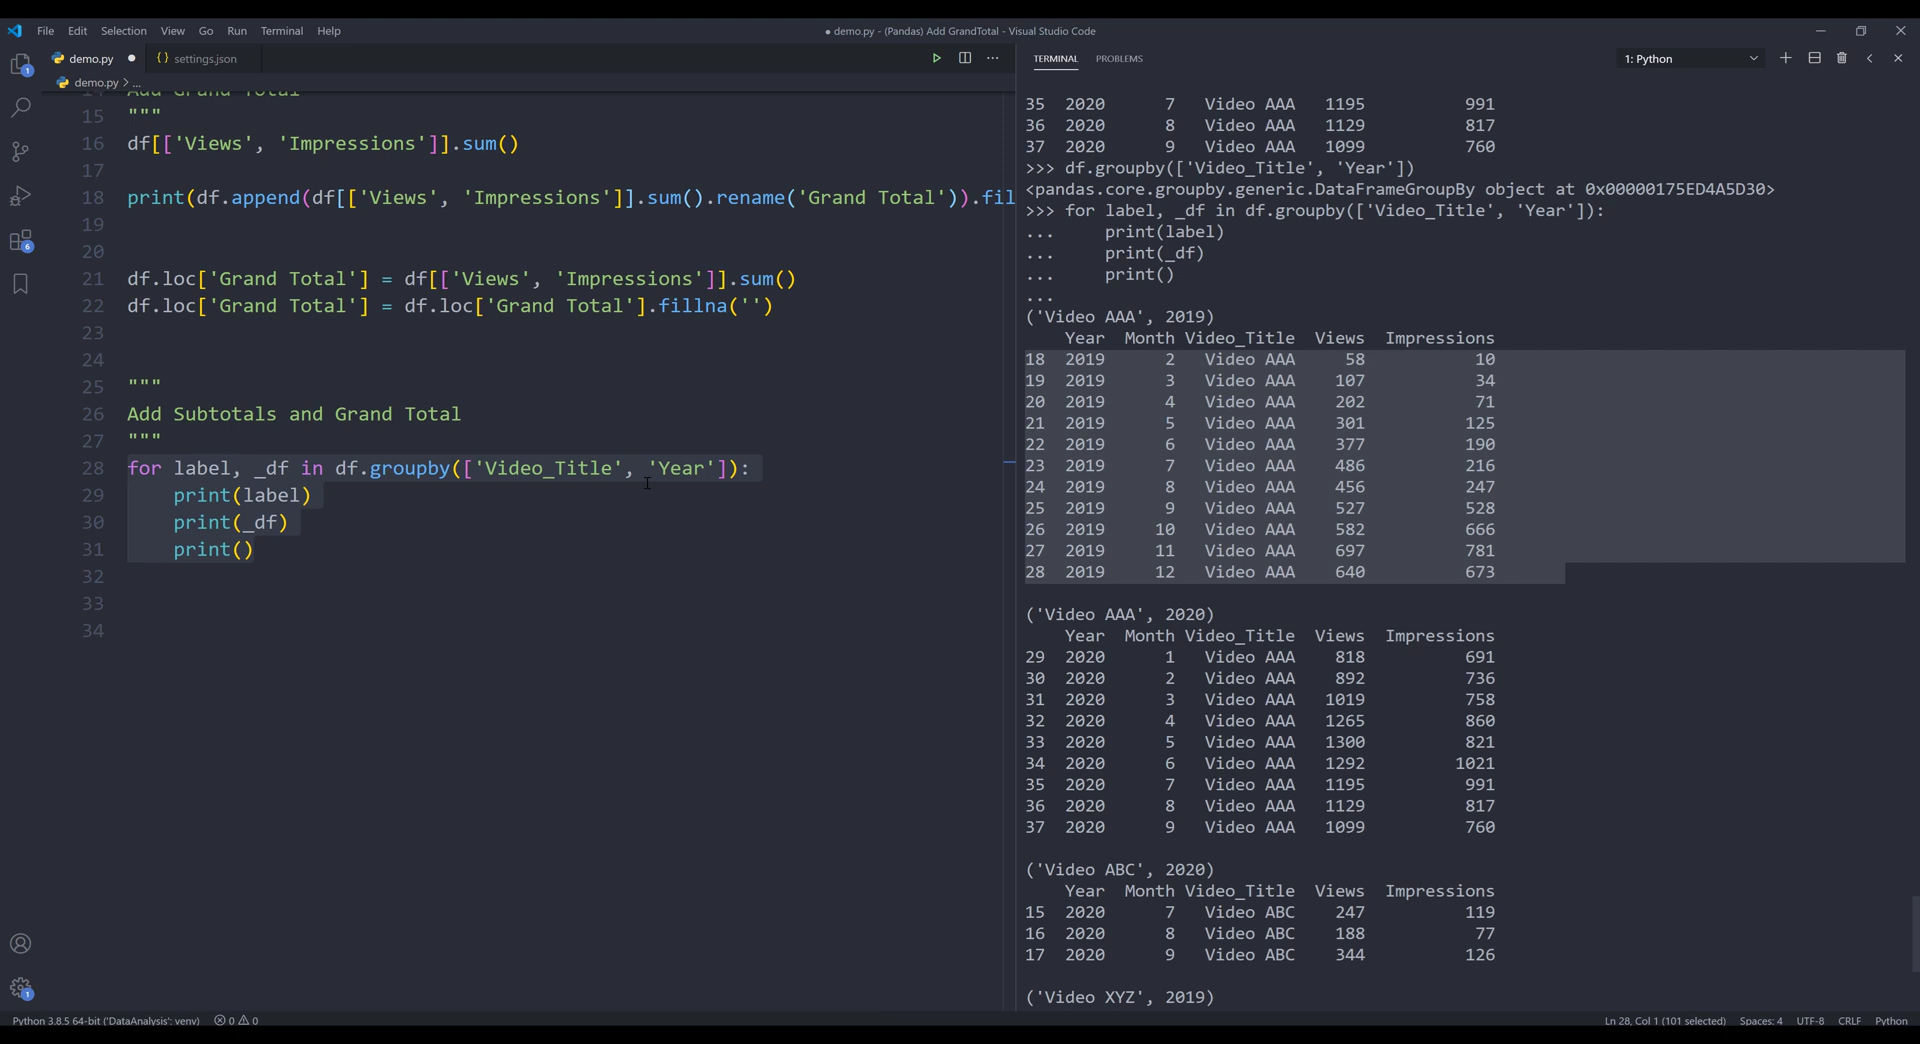 File Edit Selection View Go Run Terminal Help
● demo.py - (Pandas) Add GrandTotal - Visual Studio Code
demo.py ●
{} settings.json
demo.py > ...
14 Add Grand Total
15 """
16 df[['Views', 'Impressions']].sum()
17
18 print(df.append(df[['Views', 'Impressions']].sum().rename('Grand Total')).fil
19
20
21 df.loc['Grand Total'] = df[['Views', 'Impressions']].sum()
22 df.loc['Grand Total'] = df.loc['Grand Total'].fillna('')
23
24
25 """
26 Add Subtotals and Grand Total
27 """
28 for label, _df in df.groupby(['Video_Title', 'Year']):
29     print(label)
30     print(_df)
31     print()
32
33
34
1
6
1
TERMINAL PROBLEMS
1: Python
35 2020 7 Video AAA 1195 991
36 2020 8 Video AAA 1129 817
37 2020 9 Video AAA 1099 760
>>> df.groupby(['Video_Title', 'Year'])
<pandas.core.groupby.generic.DataFrameGroupBy object at 0x00000175ED4A5D30>
>>> for label, _df in df.groupby(['Video_Title', 'Year']):
...     print(label)
...     print(_df)
...     print()
...
('Video AAA', 2019)
Year Month Video_Title Views Impressions
18 2019 2 Video AAA 58 10
19 2019 3 Video AAA 107 34
20 2019 4 Video AAA 202 71
21 2019 5 Video AAA 301 125
22 2019 6 Video AAA 377 190
23 2019 7 Video AAA 486 216
24 2019 8 Video AAA 456 247
25 2019 9 Video AAA 527 528
26 2019 10 Video AAA 582 666
27 2019 11 Video AAA 697 781
28 2019 12 Video AAA 640 673
('Video AAA', 2020)
Year Month Video_Title Views Impressions
29 2020 1 Video AAA 818 691
30 2020 2 Video AAA 892 736
31 2020 3 Video AAA 1019 758
32 2020 4 Video AAA 1265 860
33 2020 5 Video AAA 1300 821
34 2020 6 Video AAA 1292 1021
35 2020 7 Video AAA 1195 991
36 2020 8 Video AAA 1129 817
37 2020 9 Video AAA 1099 760
('Video ABC', 2020)
Year Month Video_Title Views Impressions
15 2020 7 Video ABC 247 119
16 2020 8 Video ABC 188 77
17 2020 9 Video ABC 344 126
('Video XYZ', 2019)
Python 3.8.5 64-bit ('DataAnalysis': venv) 0 0
Ln 28, Col 1 (101 selected) Spaces: 4 UTF-8 CRLF Python